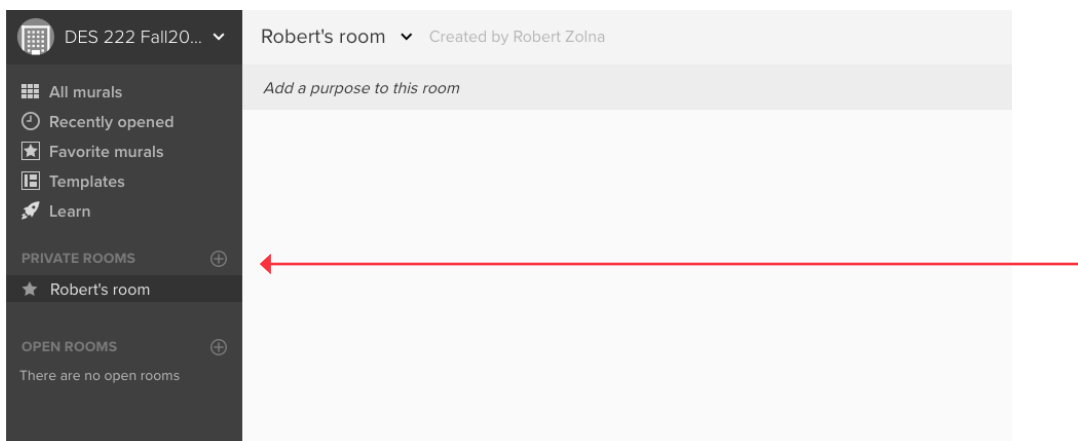 DES 222 Fall20...
All murals
Recently opened
Favorite murals
Templates
Learn
PRIVATE ROOMS
Robert's room
OPEN ROOMS
There are no open rooms
Robert's room Created by Robert Zolna
Add a purpose to this room